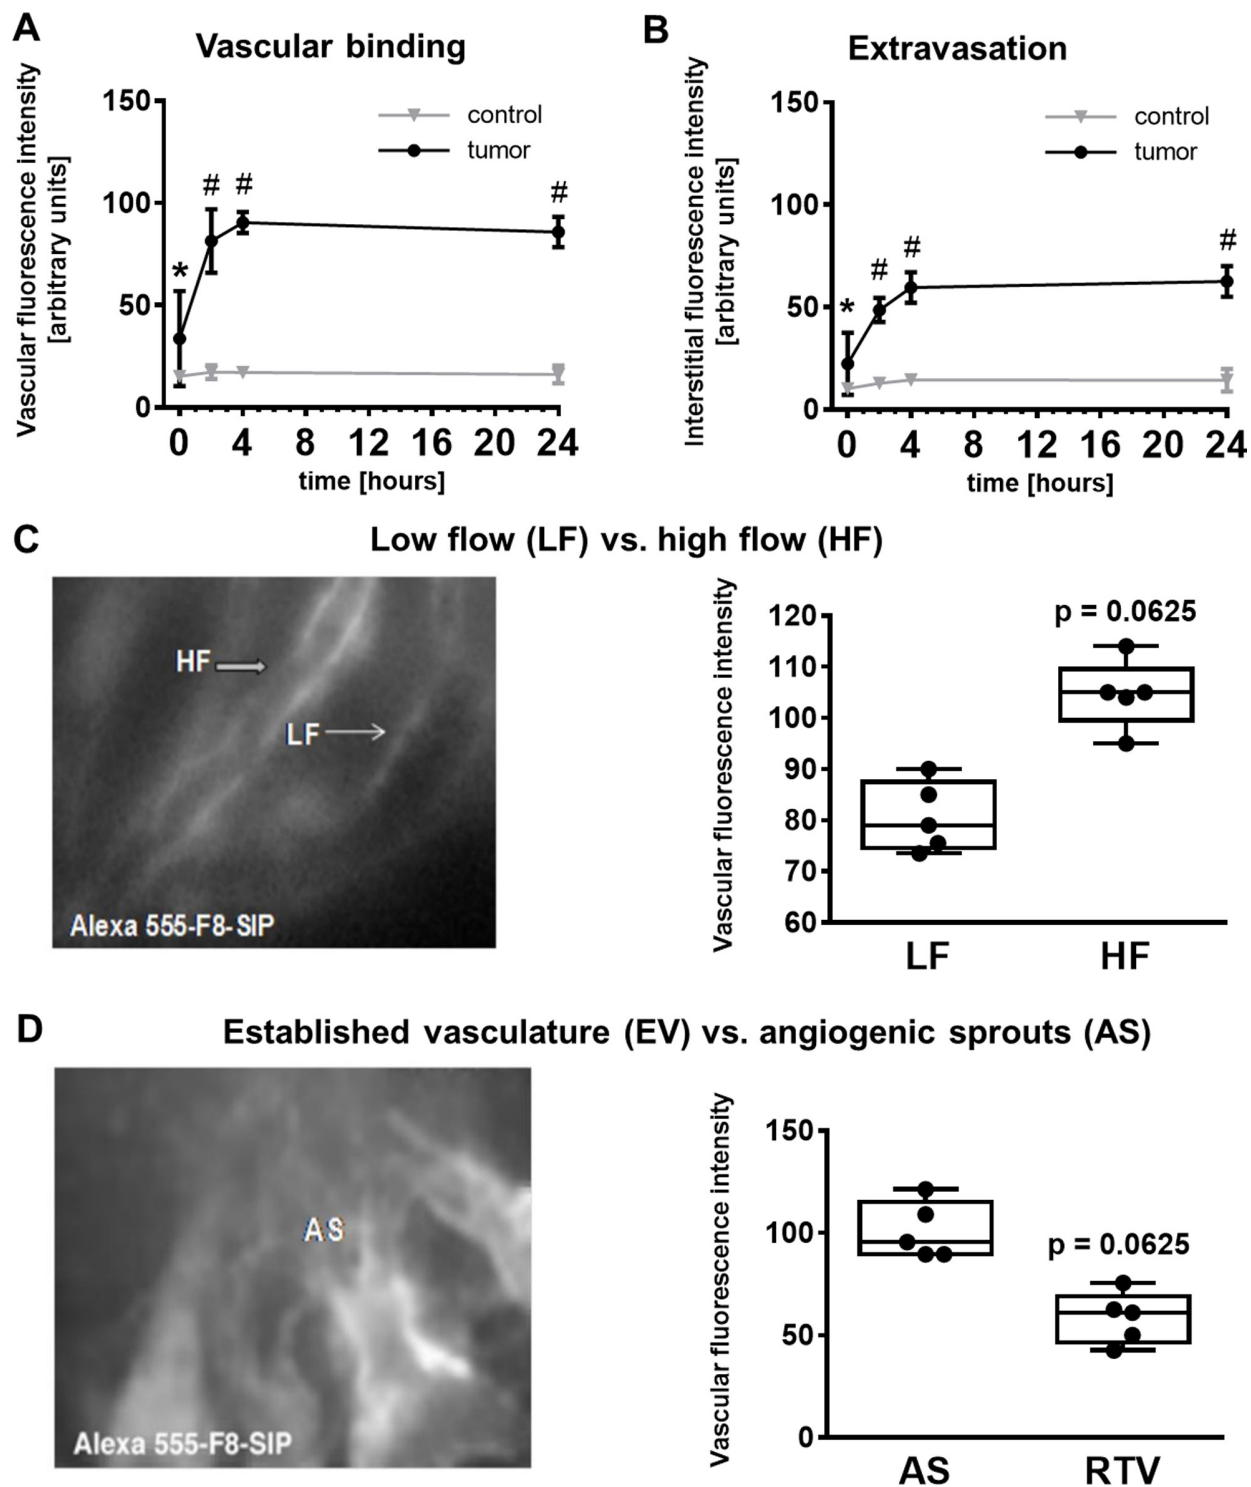 A
Vascular binding
Vascular fluorescence intensity
[arbitrary units]
150
100
50
0
control
tumor
*
#
#
#
0 4 8 12 16 20 24
time [hours]
B
Extravasation
Interstitial fluorescence intensity
[arbitrary units]
150
100
50
0
control
tumor
*
#
#
#
0 4 8 12 16 20 24
time [hours]
C
Low flow (LF) vs. high flow (HF)
HF
LF
Alexa 555-F8-SIP
Vascular fluorescence intensity
120
110
100
90
80
70
60
p = 0.0625
LF HF
D
Established vasculature (EV) vs. angiogenic sprouts (AS)
AS
Alexa 555-F8-SIP
Vascular fluorescence intensity
150
100
50
0
p = 0.0625
AS RTV